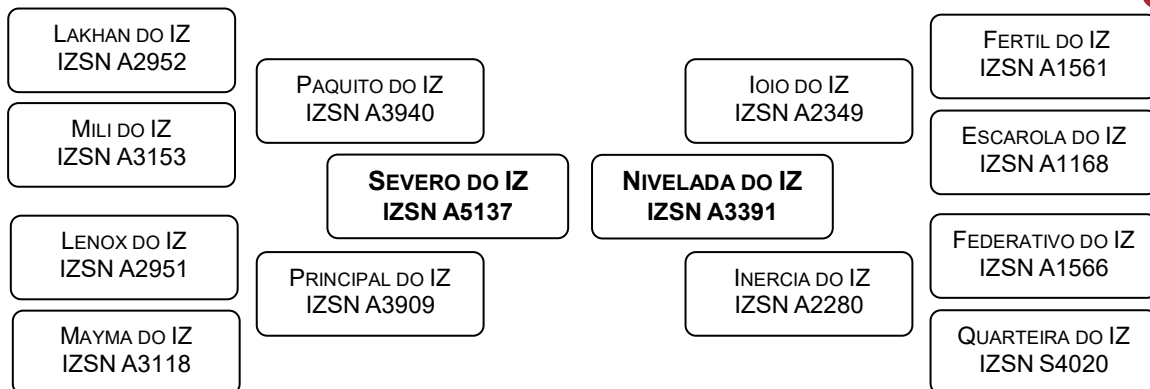 LAKHAN DO IZ
IZSN A2952
MILI DO IZ
IZSN A3153
LENOX DO IZ
IZSN A2951
MAYMA DO IZ
IZSN A3118
PAQUITO DO IZ
IZSN A3940
PRINCIPAL DO IZ
IZSN A3909
SEVERO DO IZ
IZSN A5137
NIVELADA DO IZ
IZSN A3391
IOIO DO IZ
IZSN A2349
INERCIA DO IZ
IZSN A2280
FERTIL DO IZ
IZSN A1561
ESCAROLA DO IZ
IZSN A1168
FEDERATIVO DO IZ
IZSN A1566
QUARTEIRA DO IZ
IZSN S4020